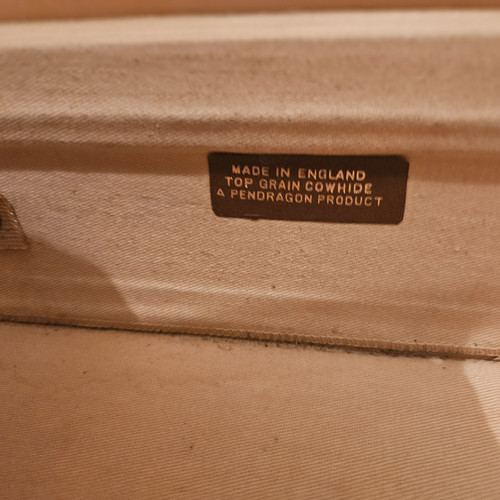 MADE IN ENGLAND
TOP GRAIN COWHIDE
A PENDRAGON PRODUCT